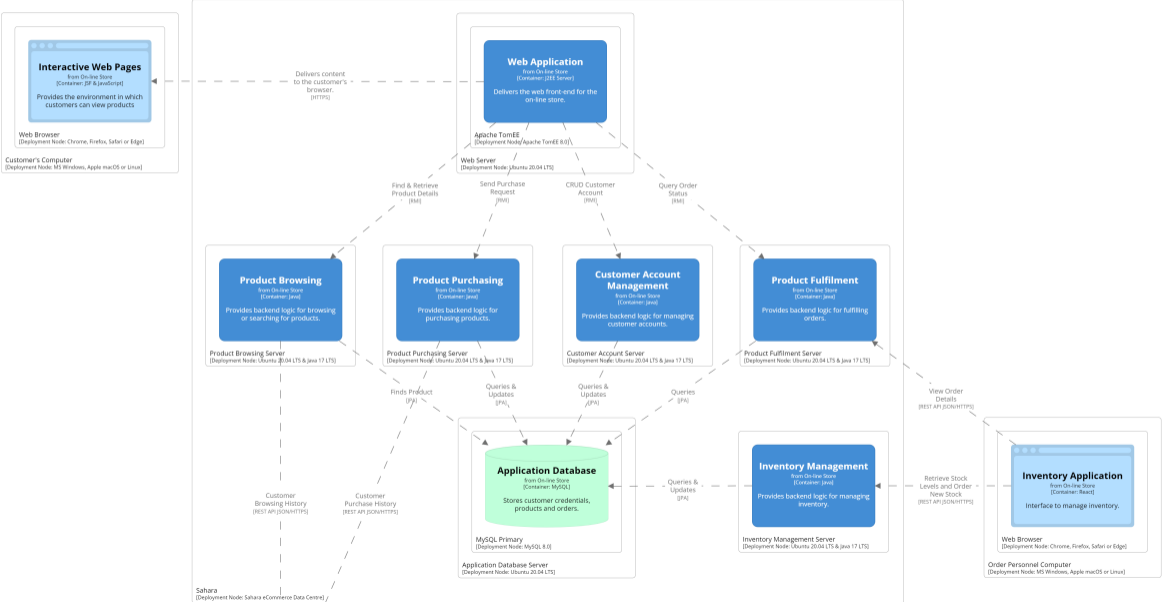 Interactive Web Pages
from On-line Store
[Container: JSF & JavaScript]
Provides the environment in which
customers can view products
Web Browser
[Deployment Node: Chrome, Firefox, Safari or Edge]
Customer's Computer
[Deployment Node: MS Windows, Apple macOS or Linux]
Delivers content
to the customer's
browser.
[HTTPS]
Web Application
from On-line Store
[Container: J2EE Server]
Delivers the web front-end for the
on-line store.
Apache TomEE
[Deployment Node: Apache TomEE 8.0]
Web Server
[Deployment Node: Ubuntu 20.04 LTS]
Find & Retrieve
Product Details
[RMI]
Send Purchase
Request
[RMI]
CRUD Customer
Account
[RMI]
Query Order
Status
[RMI]
Product Browsing
from On-line Store
[Container: Java]
Provides backend logic for browsing
or searching for products.
Product Browsing Server
[Deployment Node: Ubuntu 20.04 LTS & Java 17 LTS]
Product Purchasing
from On-line Store
[Container: Java]
Provides backend logic for
purchasing products.
Product Purchasing Server
[Deployment Node: Ubuntu 20.04 LTS & Java 17 LTS]
Customer Account
Management
from On-line Store
[Container: Java]
Provides backend logic for managing
customer accounts.
Customer Account Server
[Deployment Node: Ubuntu 20.04 LTS & Java 17 LTS]
Product Fulfilment
from On-line Store
[Container: Java]
Provides backend logic for fulfilling
orders.
Product Fulfilment Server
[Deployment Node: Ubuntu 20.04 LTS & Java 17 LTS]
Finds Product
[JPA]
Queries &
Updates
[JPA]
Queries &
Updates
[JPA]
Queries
[JPA]
View Order
Details
[REST API JSON/HTTPS]
Customer
Browsing History
[REST API JSON/HTTPS]
Customer
Purchase History
[REST API JSON/HTTPS]
Application Database
from On-line Store
[Container: MySQL]
Stores customer credentials,
products and orders.
MySQL Primary
[Deployment Node: MySQL 8.0]
Application Database Server
[Deployment Node: Ubuntu 20.04 LTS]
Queries &
Updates
[JPA]
Inventory Management
from On-line Store
[Container: Java]
Provides backend logic for managing
inventory.
Inventory Management Server
[Deployment Node: Ubuntu 20.04 LTS & Java 17 LTS]
Retrieve Stock
Levels and Order
New Stock
[REST API JSON/HTTPS]
Inventory Application
from On-line Store
[Container: React]
Interface to manage inventory.
Web Browser
[Deployment Node: Chrome, Firefox, Safari or Edge]
Order Personnel Computer
[Deployment Node: MS Windows, Apple macOS or Linux]
Sahara
[Deployment Node: Sahara eCommerce Data Centre]